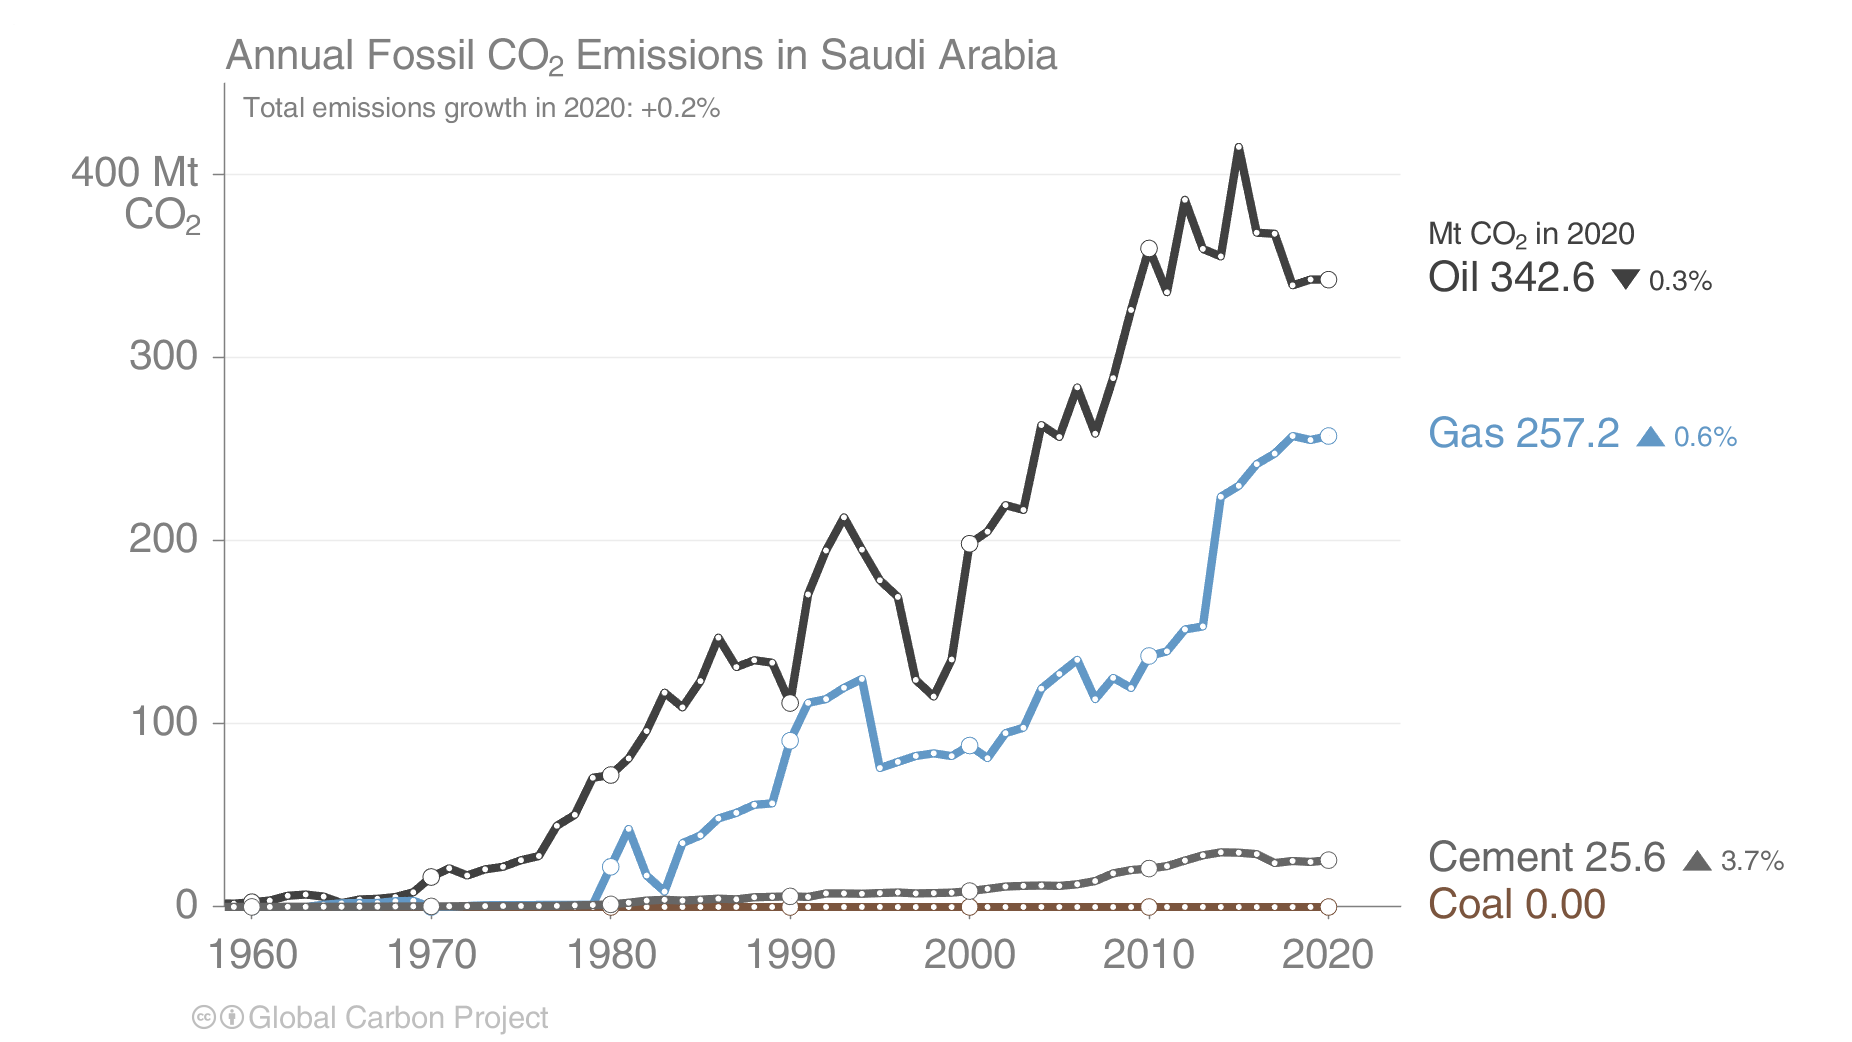 Annual Fossil CO₂ Emissions in Saudi Arabia
Total emissions growth in 2020: +0.2%
400 Mt
CO₂
300
200
100
0
1960 1970 1980 1990 2000 2010 2020
Mt CO₂ in 2020
Oil 342.6 ▼ 0.3%
Gas 257.2 ▲ 0.6%
Cement 25.6 ▲ 3.7%
Coal 0.00
cc Global Carbon Project